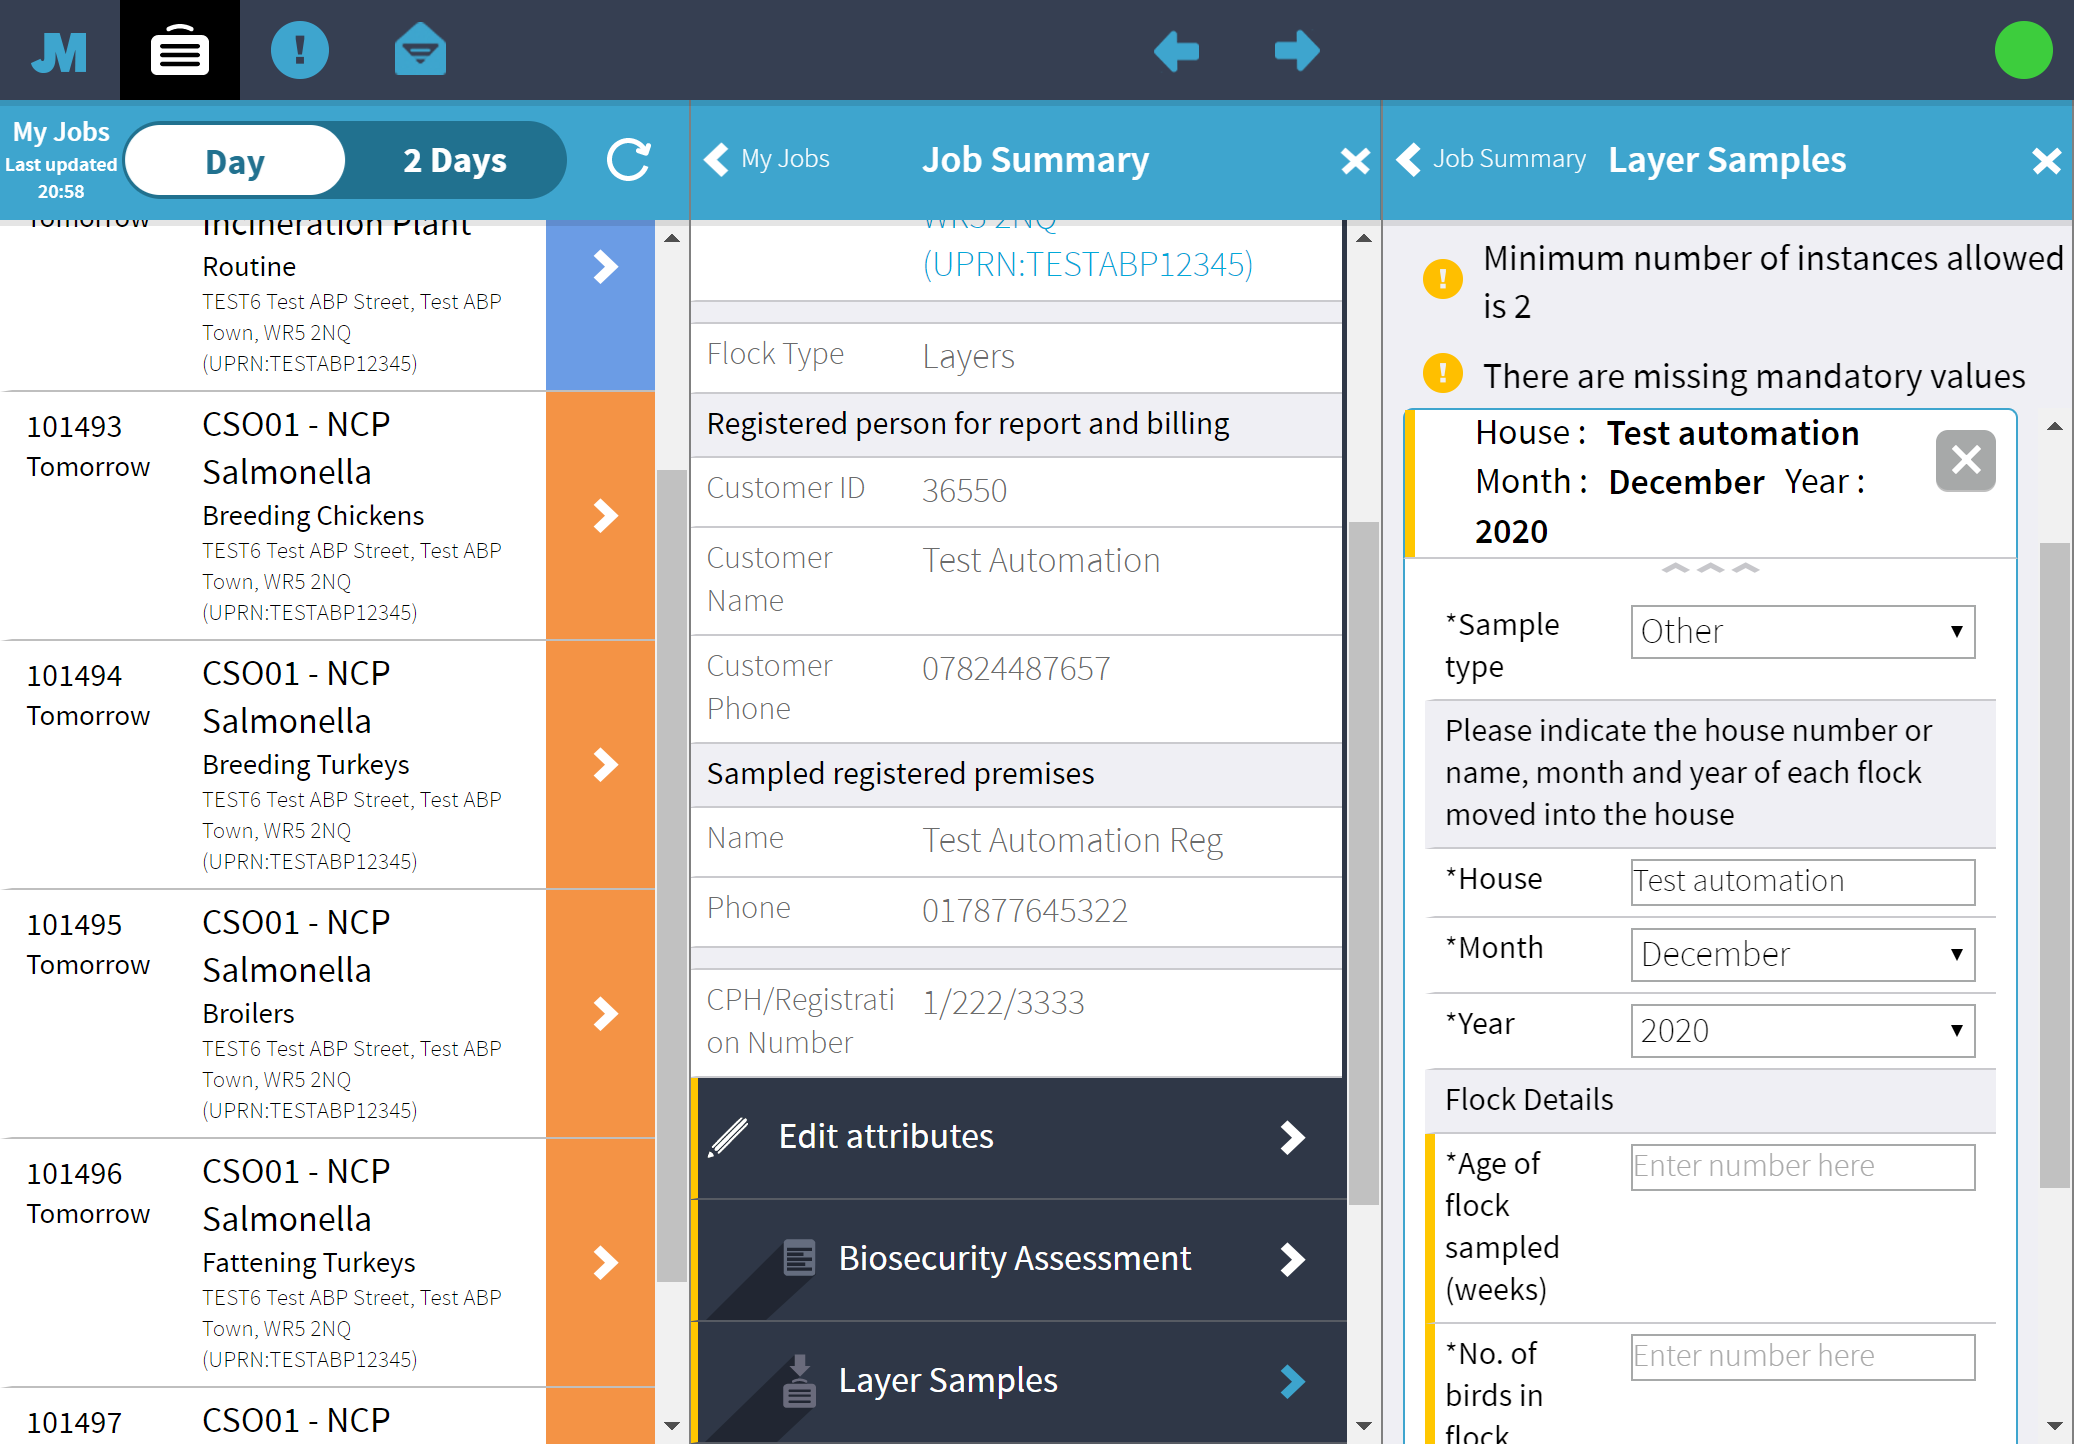 JM
My Jobs
Last updated
20:58
Day
2 Days
My Jobs
Job Summary
Job Summary
Layer Samples
Tomorrow
Incineration Plant
Routine
TEST6 Test ABP Street, Test ABP
Town, WR5 2NQ
(UPRN:TESTABP12345)
101493
Tomorrow
CSO01 - NCP
Salmonella
Breeding Chickens
TEST6 Test ABP Street, Test ABP
Town, WR5 2NQ
(UPRN:TESTABP12345)
101494
Tomorrow
CSO01 - NCP
Salmonella
Breeding Turkeys
TEST6 Test ABP Street, Test ABP
Town, WR5 2NQ
(UPRN:TESTABP12345)
101495
Tomorrow
CSO01 - NCP
Salmonella
Broilers
TEST6 Test ABP Street, Test ABP
Town, WR5 2NQ
(UPRN:TESTABP12345)
101496
Tomorrow
CSO01 - NCP
Salmonella
Fattening Turkeys
TEST6 Test ABP Street, Test ABP
Town, WR5 2NQ
(UPRN:TESTABP12345)
101497
CSO01 - NCP
WR5 2NQ
(UPRN:TESTABP12345)
Flock Type Layers
Registered person for report and billing
Customer ID 36550
Customer Name Test Automation
Customer Phone 07824487657
Sampled registered premises
Name Test Automation Reg
Phone 017877645322
CPH/Registrati
on Number 1/222/3333
Edit attributes
Biosecurity Assessment
Layer Samples
Minimum number of instances allowed
is 2
There are missing mandatory values
House : Test automation
Month : December Year :
2020
*Sample
type
Other
Please indicate the house number or
name, month and year of each flock
moved into the house
*House Test automation
*Month December
*Year 2020
Flock Details
*Age of
flock
sampled
(weeks)
Enter number here
*No. of
birds in
flock
Enter number here